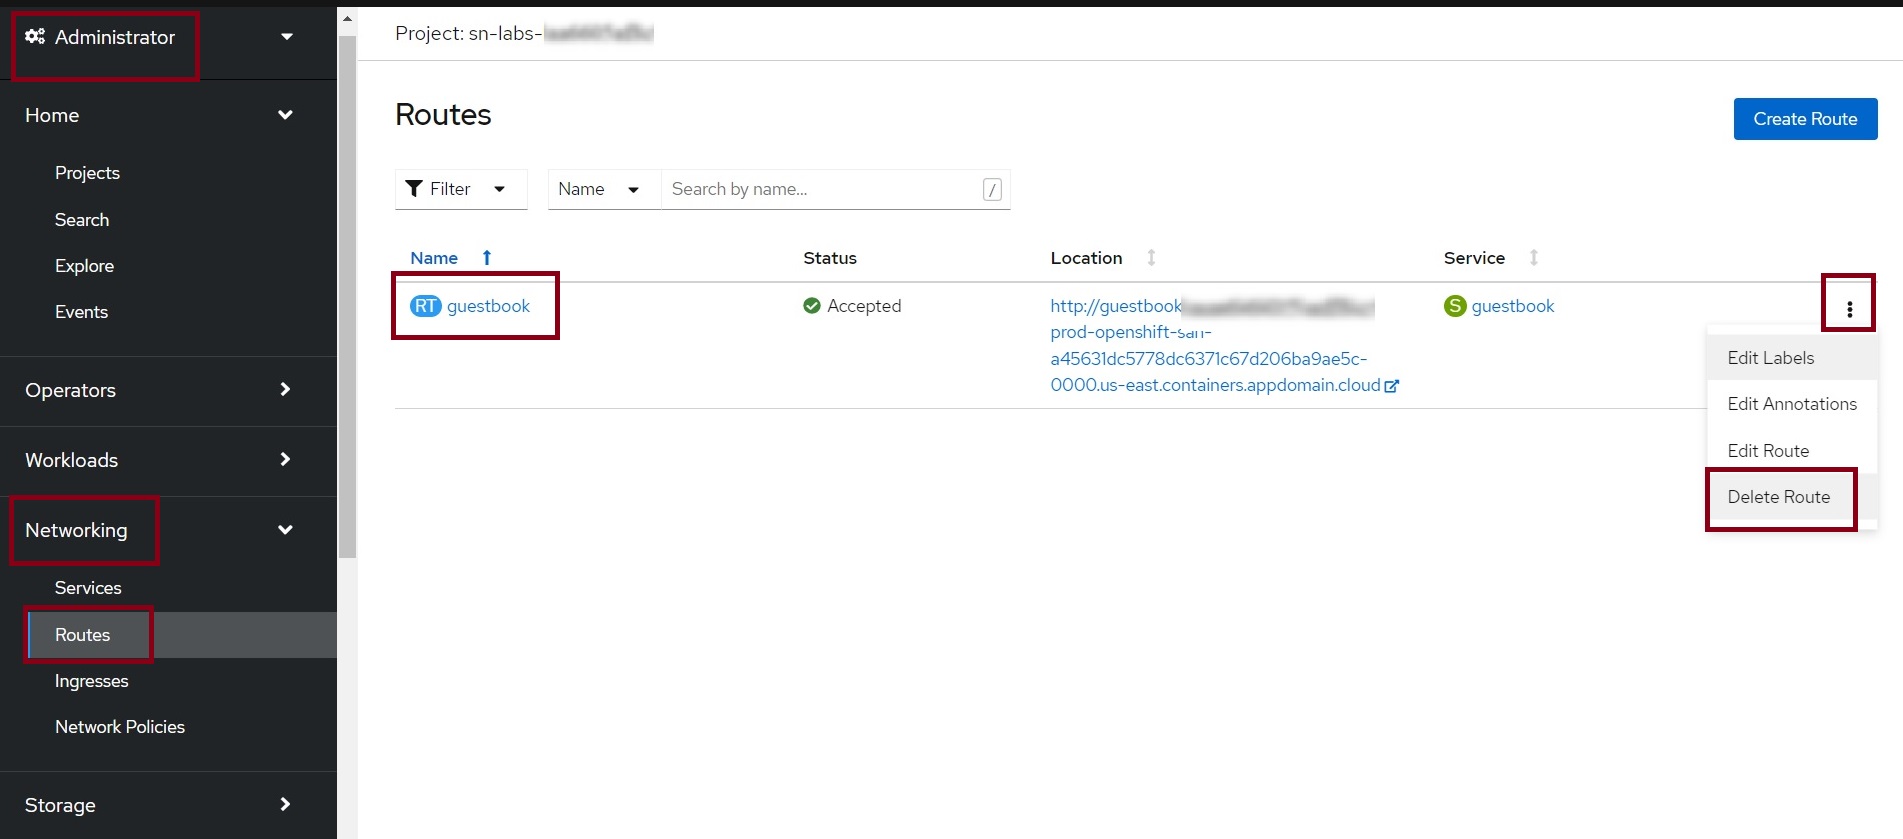 Administrator
Home
Projects
Search
Explore
Events
Operators
Workloads
Networking
Services
Routes
Ingresses
Network Policies
Storage
Project: sn-labs-
Routes
Create Route
Filter
Name
Search by name...
/
Name Status Location Service
RT guestbook
Accepted
http://guestbook
prod-openshift-san-
a45631dc5778dc6371c67d206ba9ae5c-
0000.us-east.containers.appdomain.cloud
S guestbook
Edit Labels
Edit Annotations
Edit Route
Delete Route